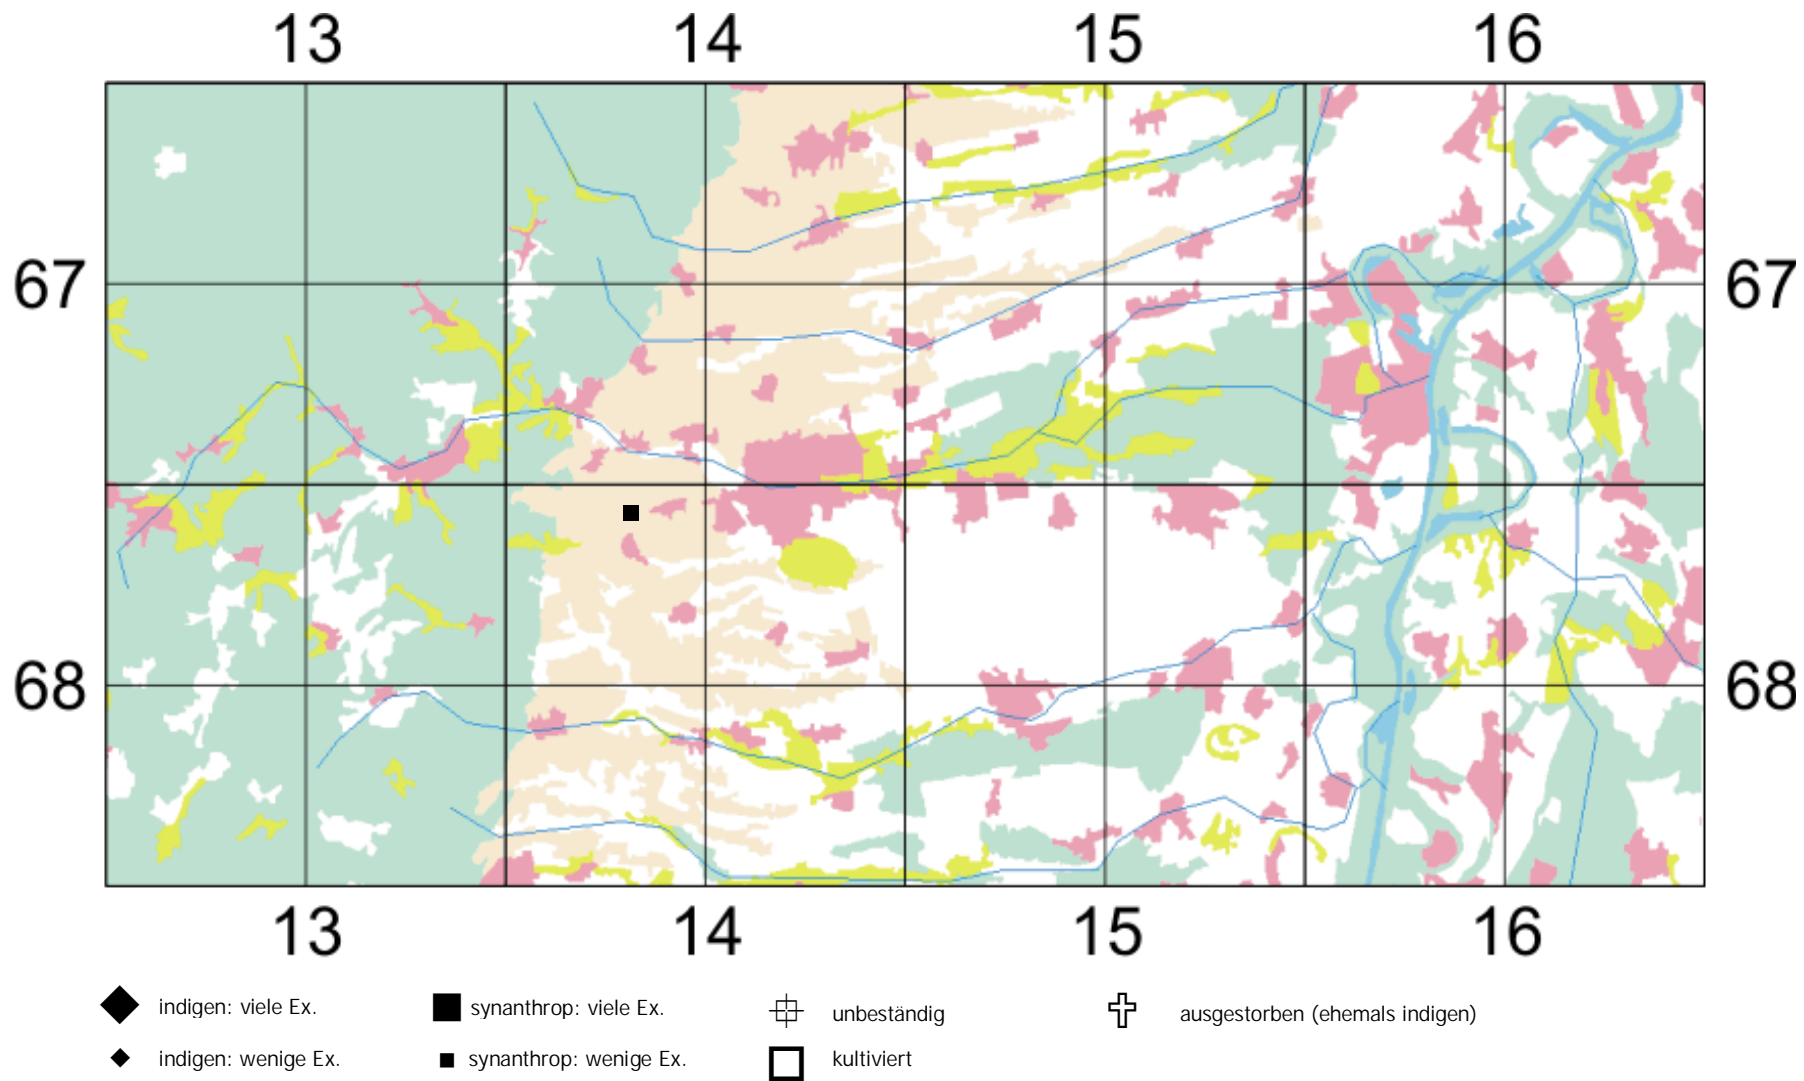 13 14 15 16
67 67
68 68
13 14 15 16
indigen: viele Ex. synanthrop: viele Ex. unbeständig ausgestorben (ehemals indigen)
indigen: wenige Ex. synanthrop: wenige Ex. kultiviert